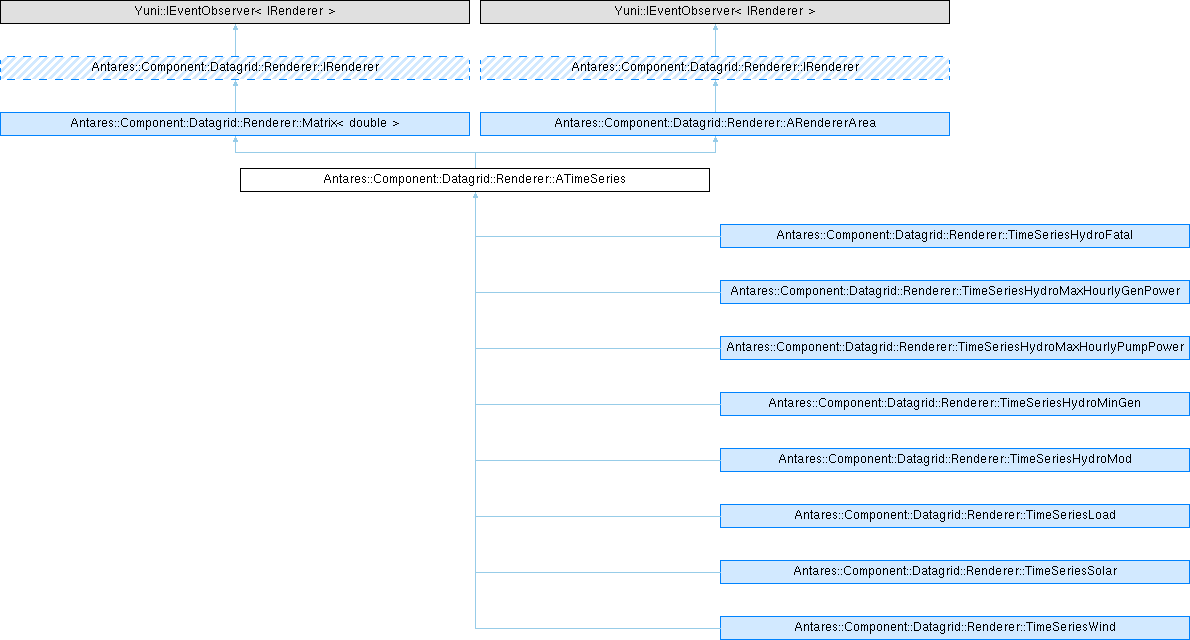 Yuni::IEventObserver< IRenderer >
Yuni::IEventObserver< IRenderer >
Antares::Component::Datagrid::Renderer::IRenderer
Antares::Component::Datagrid::Renderer::IRenderer
Antares::Component::Datagrid::Renderer::Matrix< double >
Antares::Component::Datagrid::Renderer::ARendererArea
Antares::Component::Datagrid::Renderer::ATimeSeries
Antares::Component::Datagrid::Renderer::TimeSeriesHydroFatal
Antares::Component::Datagrid::Renderer::TimeSeriesHydroMaxHourlyGenPower
Antares::Component::Datagrid::Renderer::TimeSeriesHydroMaxHourlyPumpPower
Antares::Component::Datagrid::Renderer::TimeSeriesHydroMinGen
Antares::Component::Datagrid::Renderer::TimeSeriesHydroMod
Antares::Component::Datagrid::Renderer::TimeSeriesLoad
Antares::Component::Datagrid::Renderer::TimeSeriesSolar
Antares::Component::Datagrid::Renderer::TimeSeriesWind